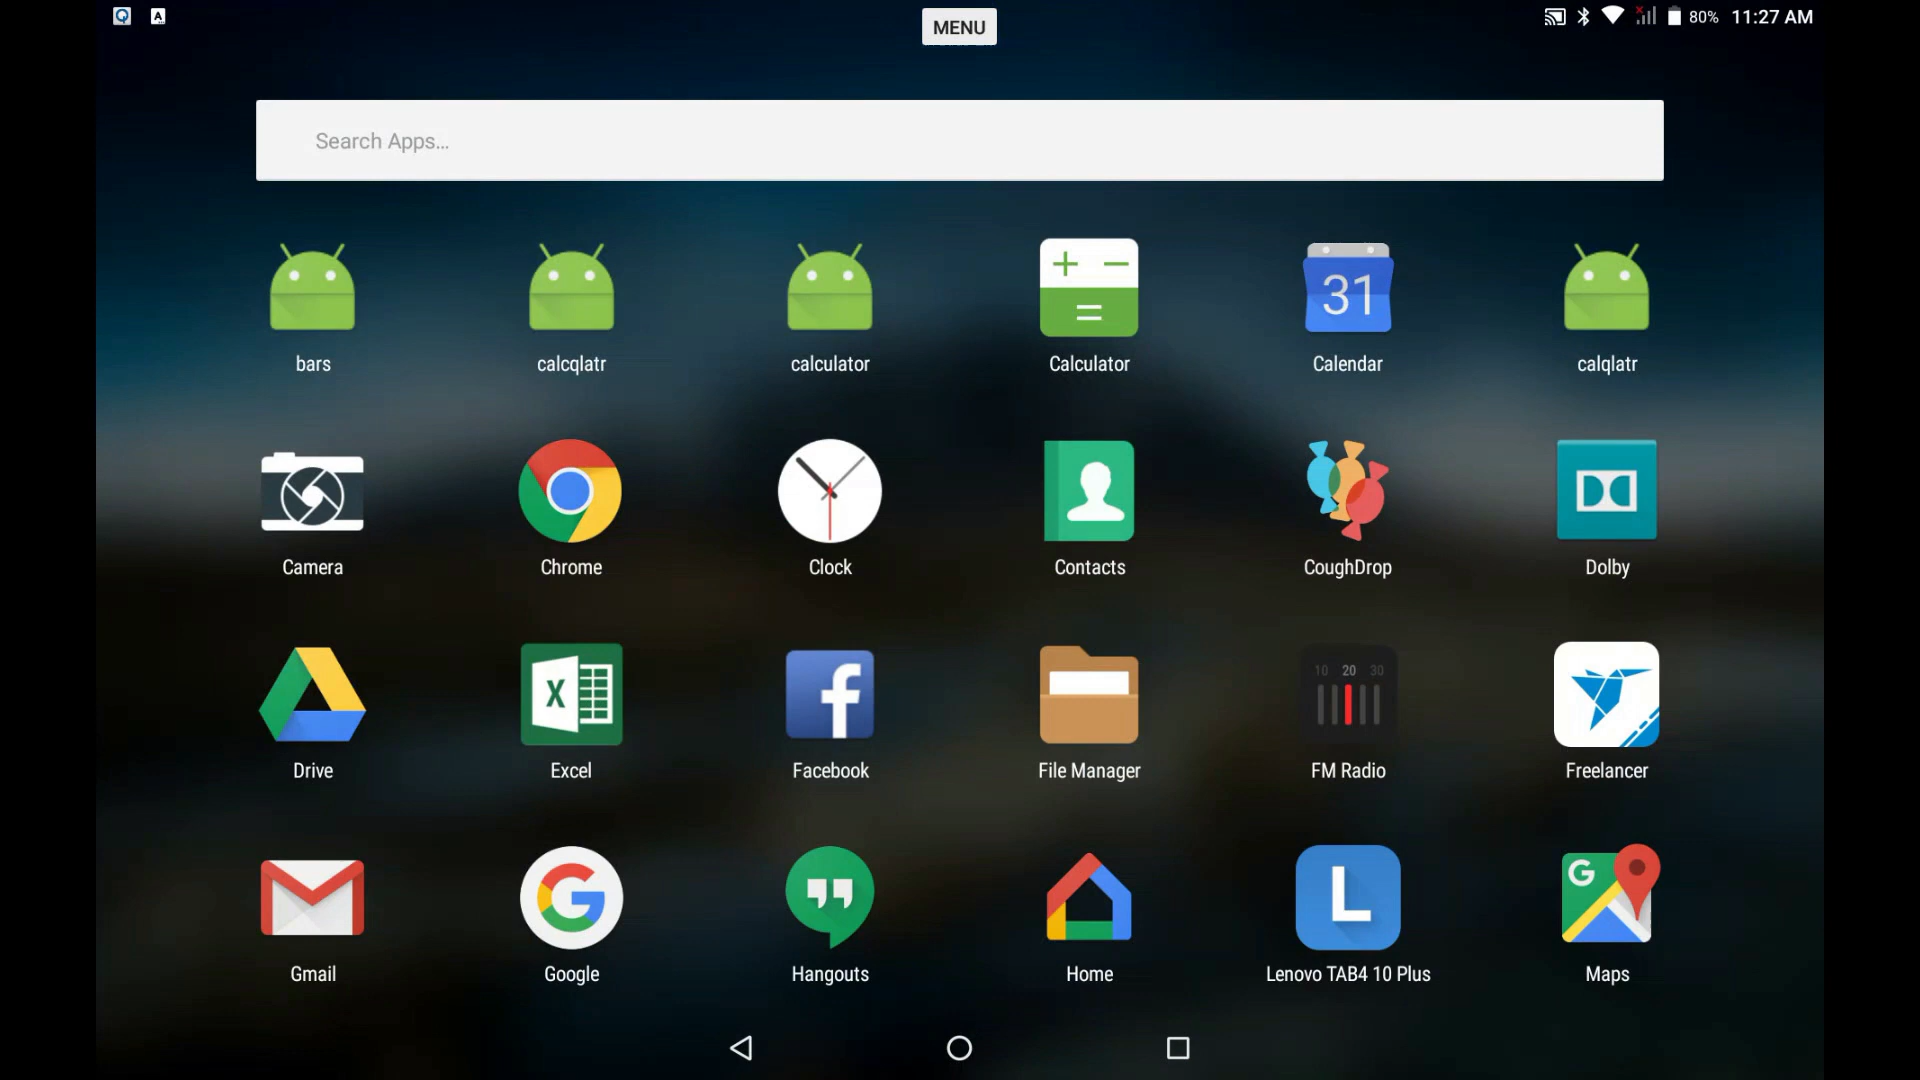 MENU
80% 11:27 AM
Search Apps...
bars
calcqlatr
calculator
Calculator
31
Calendar
calqlatr
Camera
Chrome
Clock
Contacts
CoughDrop
Dolby
Drive
X
Excel
f
Facebook
File Manager
10 20 30
FM Radio
Freelancer
Gmail
G
Google
Hangouts
Home
L
Lenovo TAB4 10 Plus
G
Maps